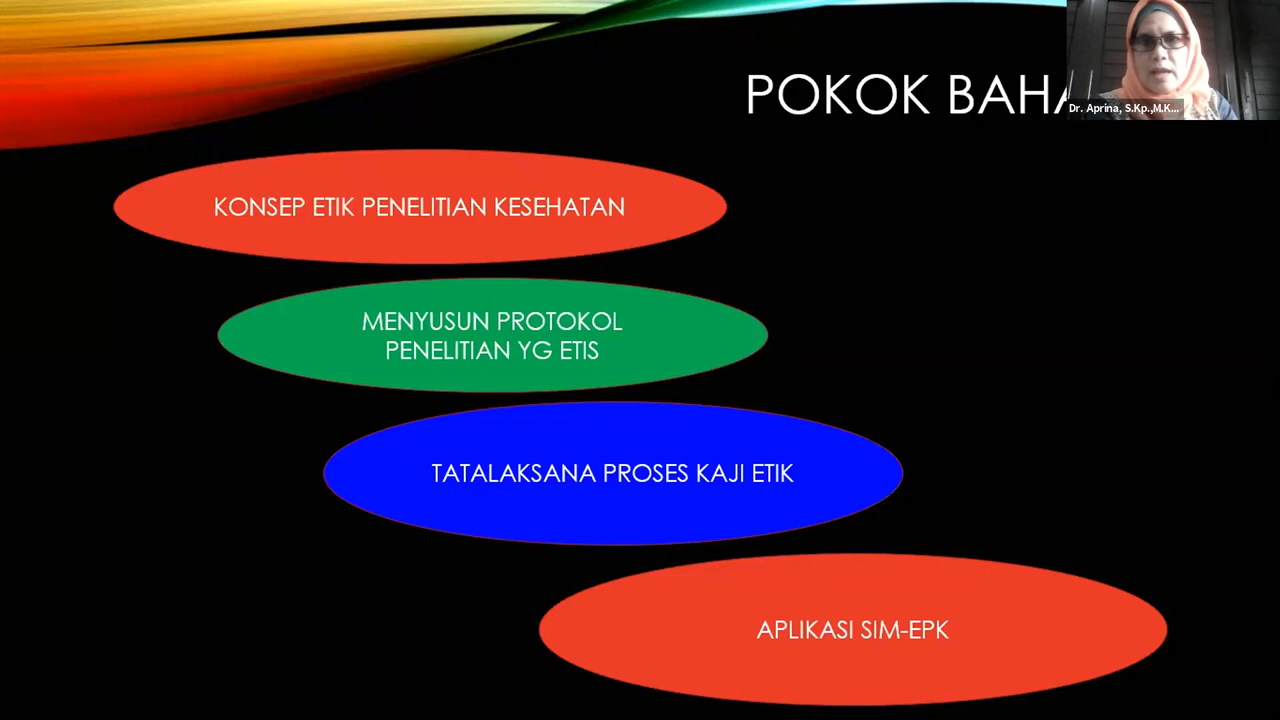 POKOK BAHA
Dr. Aprina, S.Kp.,M.K...
KONSEP ETIK PENELITIAN KESEHATAN
MENYUSUN PROTOKOL
PENELITIAN YG ETIS
TATALAKSANA PROSES KAJI ETIK
APLIKASI SIM-EPK